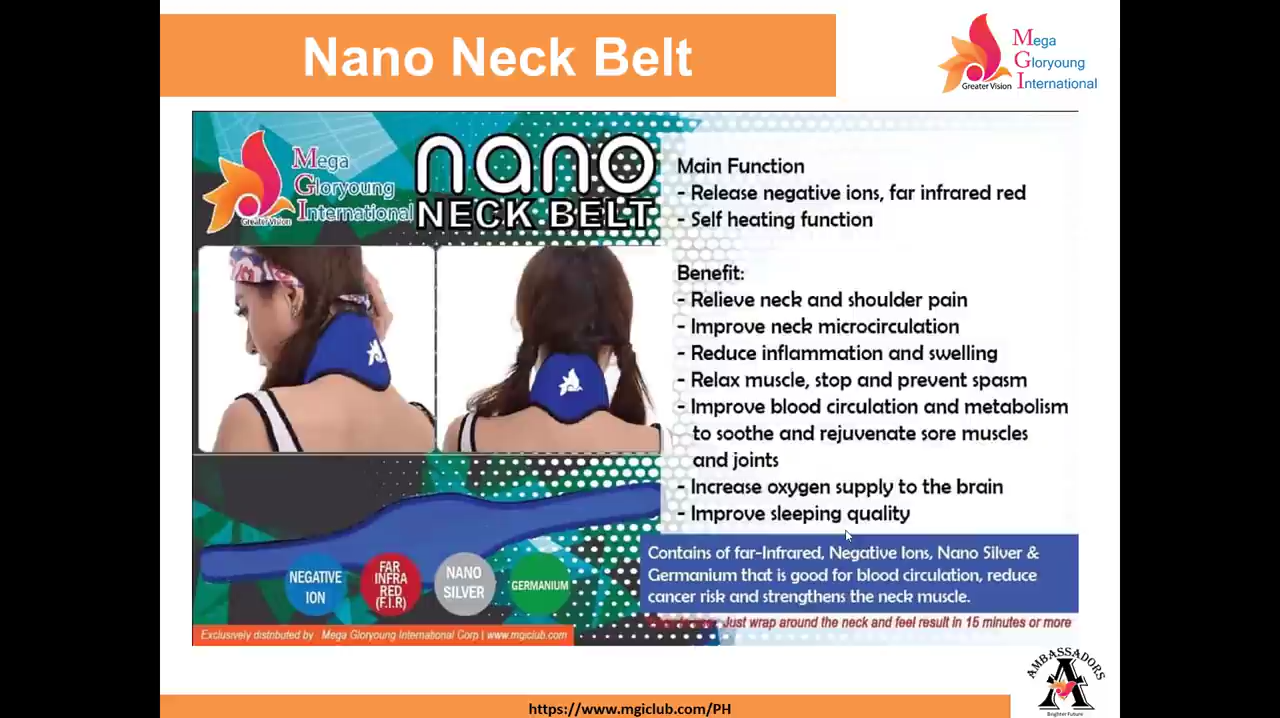 Nano Neck Belt
Mega
Gloryoung
International
Greater Vision
Mega
Gloryoung
International
Greater Vision
nano
NECK BELT
Main Function
- Release negative ions, far infrared red
- Self heating function
Benefit:
- Relieve neck and shoulder pain
- Improve neck microcirculation
- Reduce inflammation and swelling
- Relax muscle, stop and prevent spasm
- Improve blood circulation and metabolism
to soothe and rejuvenate sore muscles
and joints
- Increase oxygen supply to the brain
- Improve sleeping quality
NEGATIVE
ION
FAR
INFRA
RED
(F.I.R)
NANO
SILVER
GERMANIUM
Contains of far-Infrared, Negative Ions, Nano Silver &
Germanium that is good for blood circulation, reduce
cancer risk and strengthens the neck muscle.
Just wrap around the neck and feel result in 15 minutes or more
Exclusively distributed by - Mega Gloryoung International Corp | www.mgiclub.com
AMBASSADORS
A
Brighter Future
https://www.mgiclub.com/PH